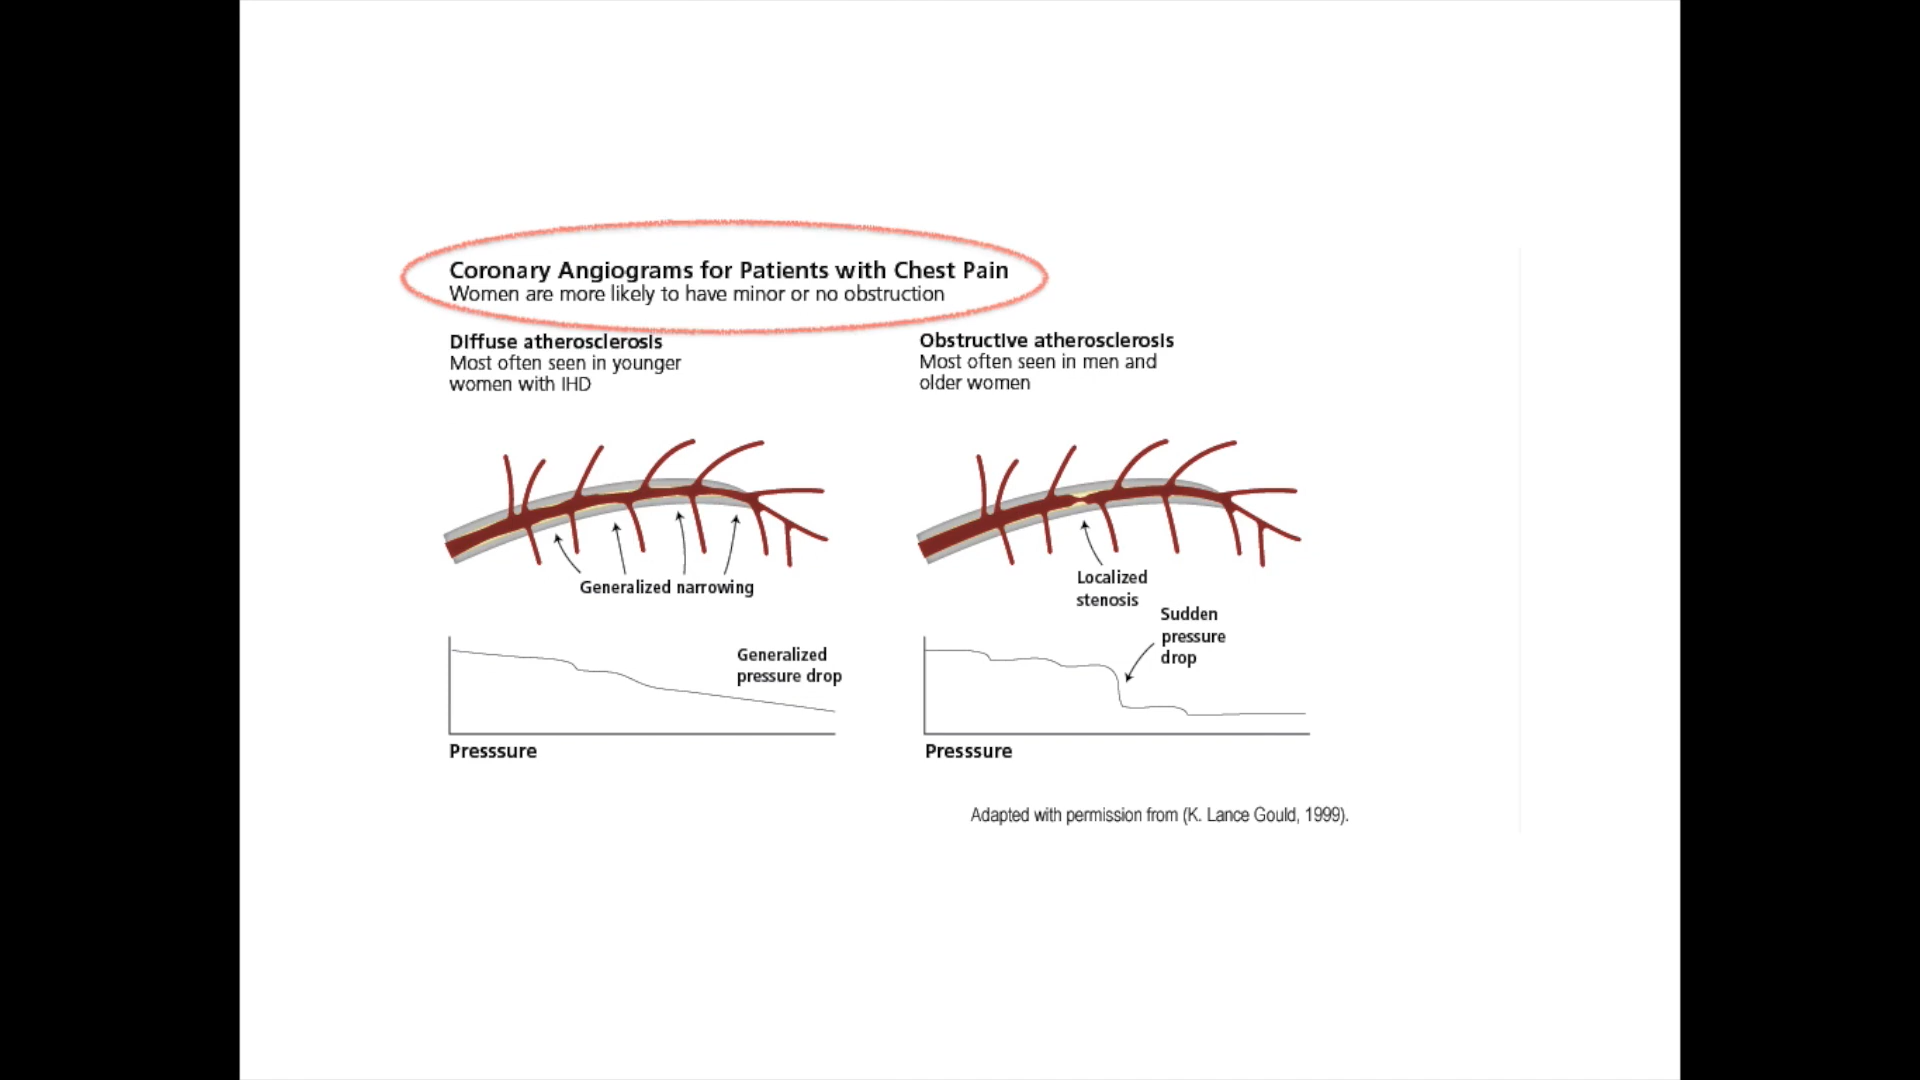 Coronary Angiograms for Patients with Chest Pain
Women are more likely to have minor or no obstruction
Diffuse atherosclerosis
Most often seen in younger
women with IHD
Generalized narrowing
Generalized
pressure drop
Presssure
Obstructive atherosclerosis
Most often seen in men and
older women
Localized
stenosis
Sudden
pressure
drop
Presssure
Adapted with permission from (K. Lance Gould, 1999).